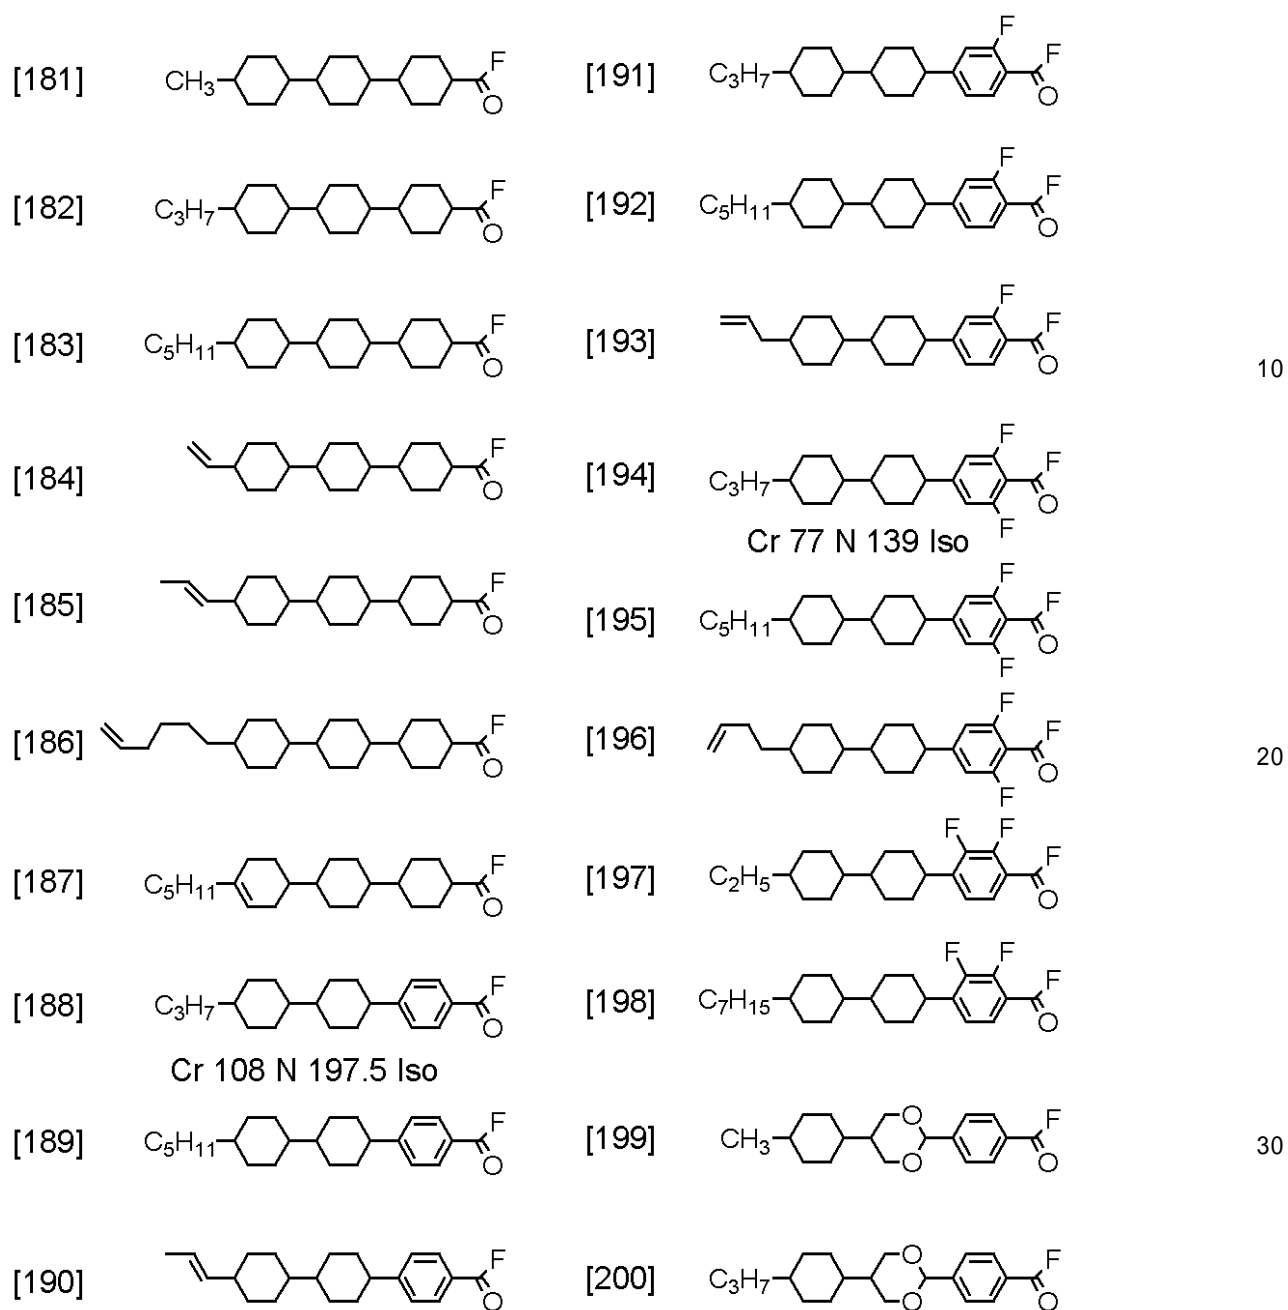 [181] CH3 F O
[182] C3H7 F O
[183] C5H11 F O
[184] F O
[185] F O
[186] F O
[187] C5H11 F O
[188] C3H7 F O
Cr 108 N 197.5 Iso
[189] C5H11 F O
[190] F O
[191] C3H7 F F O
[192] C5H11 F F O
[193] F F O
[194] C3H7 F F O F
Cr 77 N 139 Iso
[195] C5H11 F F O F
[196] F F O F
[197] C2H5 F F F O
[198] C7H15 F F F O
[199] CH3 O O F O
[200] C3H7 O O F O
10
20
30